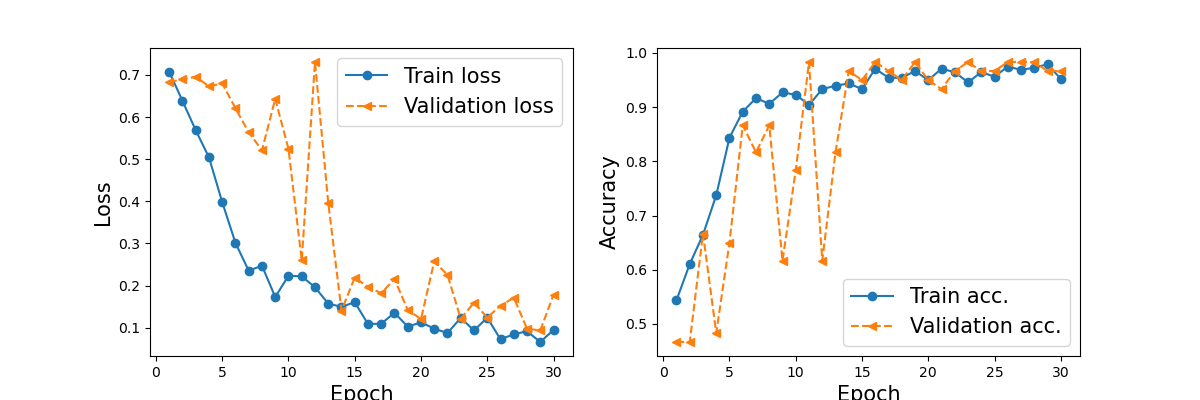 0.7
0.6
0.5
0.4
0.3
0.2
0.1
Loss
0 5 10 15 20 25 30
Epoch
Train loss
Validation loss
1.0
0.9
0.8
0.7
0.6
0.5
Accuracy
0 5 10 15 20 25 30
Epoch
Train acc.
Validation acc.